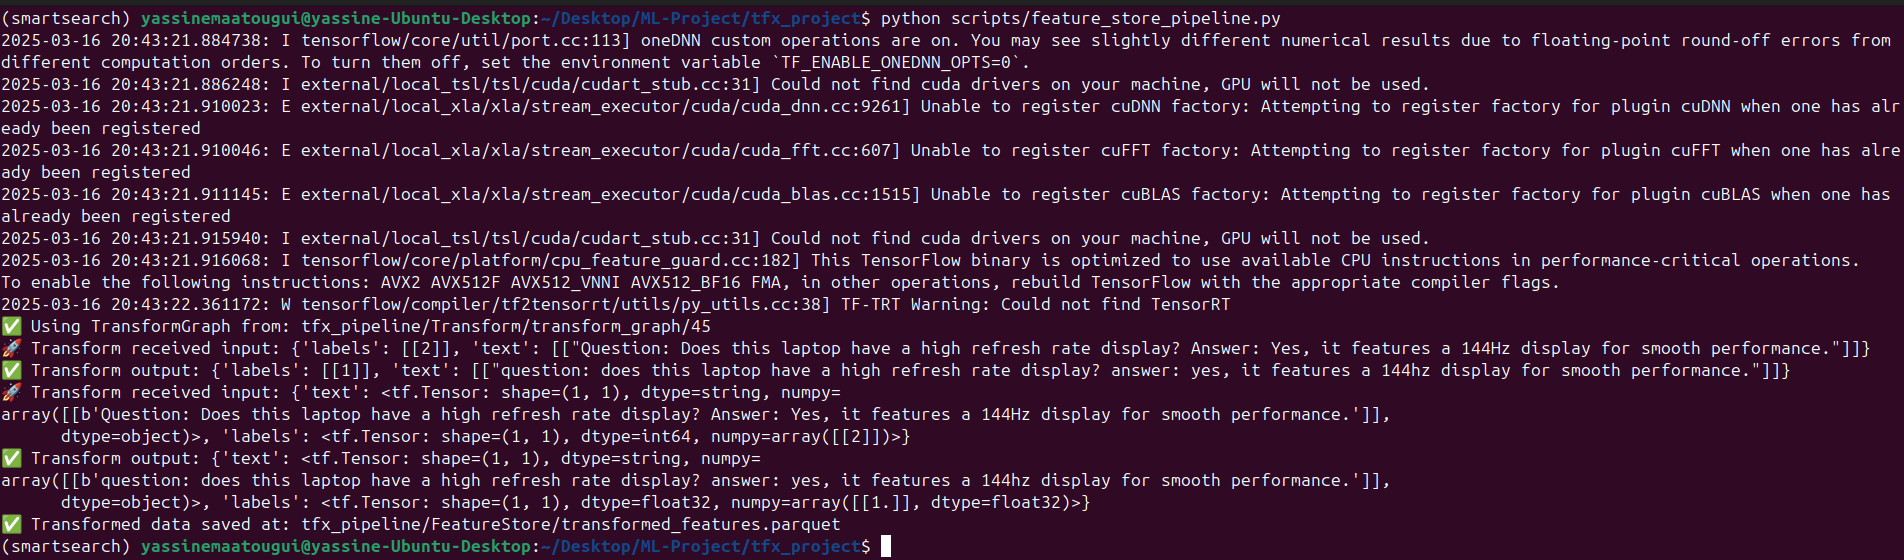 (smartsearch) yassinemaatougui@yassine-Ubuntu-Desktop:~/Desktop/ML-Project/tfx_project$ python scripts/feature_store_pipeline.py
2025-03-16 20:43:21.884738: I tensorflow/core/util/port.cc:113] oneDNN custom operations are on. You may see slightly different numerical results due to floating-point round-off errors from
different computation orders. To turn them off, set the environment variable `TF_ENABLE_ONEDNN_OPTS=0`.
2025-03-16 20:43:21.886248: I external/local_tsl/tsl/cuda/cudart_stub.cc:31] Could not find cuda drivers on your machine, GPU will not be used.
2025-03-16 20:43:21.910023: E external/local_xla/xla/stream_executor/cuda/cuda_dnn.cc:9261] Unable to register cuDNN factory: Attempting to register factory for plugin cuDNN when one has alr
eady been registered
2025-03-16 20:43:21.910046: E external/local_xla/xla/stream_executor/cuda/cuda_fft.cc:607] Unable to register cuFFT factory: Attempting to register factory for plugin cuFFT when one has alre
ady been registered
2025-03-16 20:43:21.911145: E external/local_xla/xla/stream_executor/cuda/cuda_blas.cc:1515] Unable to register cuBLAS factory: Attempting to register factory for plugin cuBLAS when one has
already been registered
2025-03-16 20:43:21.915940: I external/local_tsl/tsl/cuda/cudart_stub.cc:31] Could not find cuda drivers on your machine, GPU will not be used.
2025-03-16 20:43:21.916068: I tensorflow/core/platform/cpu_feature_guard.cc:182] This TensorFlow binary is optimized to use available CPU instructions in performance-critical operations.
To enable the following instructions: AVX2 AVX512F AVX512_VNNI AVX512_BF16 FMA, in other operations, rebuild TensorFlow with the appropriate compiler flags.
2025-03-16 20:43:22.361172: W tensorflow/compiler/tf2tensorrt/utils/py_utils.cc:38] TF-TRT Warning: Could not find TensorRT
✅ Using TransformGraph from: tfx_pipeline/Transform/transform_graph/45
🚀 Transform received input: {'labels': [[2]], 'text': [["Question: Does this laptop have a high refresh rate display? Answer: Yes, it features a 144Hz display for smooth performance."]]}
✅ Transform output: {'labels': [[1]], 'text': [["question: does this laptop have a high refresh rate display? answer: yes, it features a 144hz display for smooth performance."]]}
🚀 Transform received input: {'text': <tf.Tensor: shape=(1, 1), dtype=string, numpy=
array([[b'Question: Does this laptop have a high refresh rate display? Answer: Yes, it features a 144Hz display for smooth performance.']],
      dtype=object)>, 'labels': <tf.Tensor: shape=(1, 1), dtype=int64, numpy=array([[2]])>}
✅ Transform output: {'text': <tf.Tensor: shape=(1, 1), dtype=string, numpy=
array([[b'question: does this laptop have a high refresh rate display? answer: yes, it features a 144hz display for smooth performance.']],
      dtype=object)>, 'labels': <tf.Tensor: shape=(1, 1), dtype=float32, numpy=array([[1.]], dtype=float32)>}
✅ Transformed data saved at: tfx_pipeline/FeatureStore/transformed_features.parquet
(smartsearch) yassinemaatougui@yassine-Ubuntu-Desktop:~/Desktop/ML-Project/tfx_project$